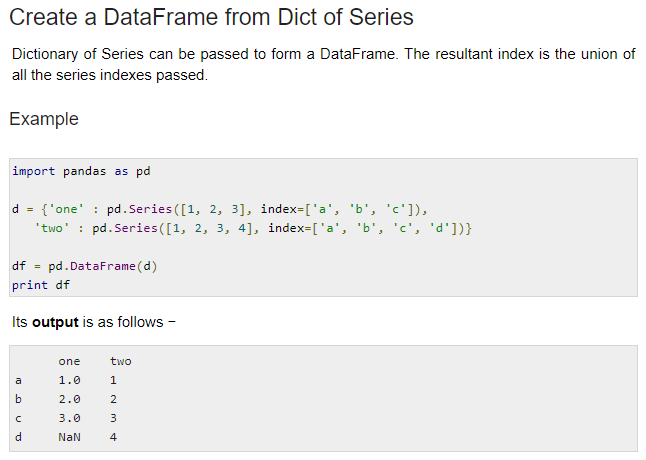 Create a DataFrame from Dict of Series
Dictionary of Series can be passed to form a DataFrame. The resultant index is the union of
all the series indexes passed.
Example
import pandas as pd
d = {'one' : pd.Series([1, 2, 3], index=['a', 'b', 'c']),
   'two' : pd.Series([1, 2, 3, 4], index=['a', 'b', 'c', 'd'])}
df = pd.DataFrame(d)
print df
Its output is as follows −
      one    two
a     1.0    1
b     2.0    2
c     3.0    3
d     NaN    4